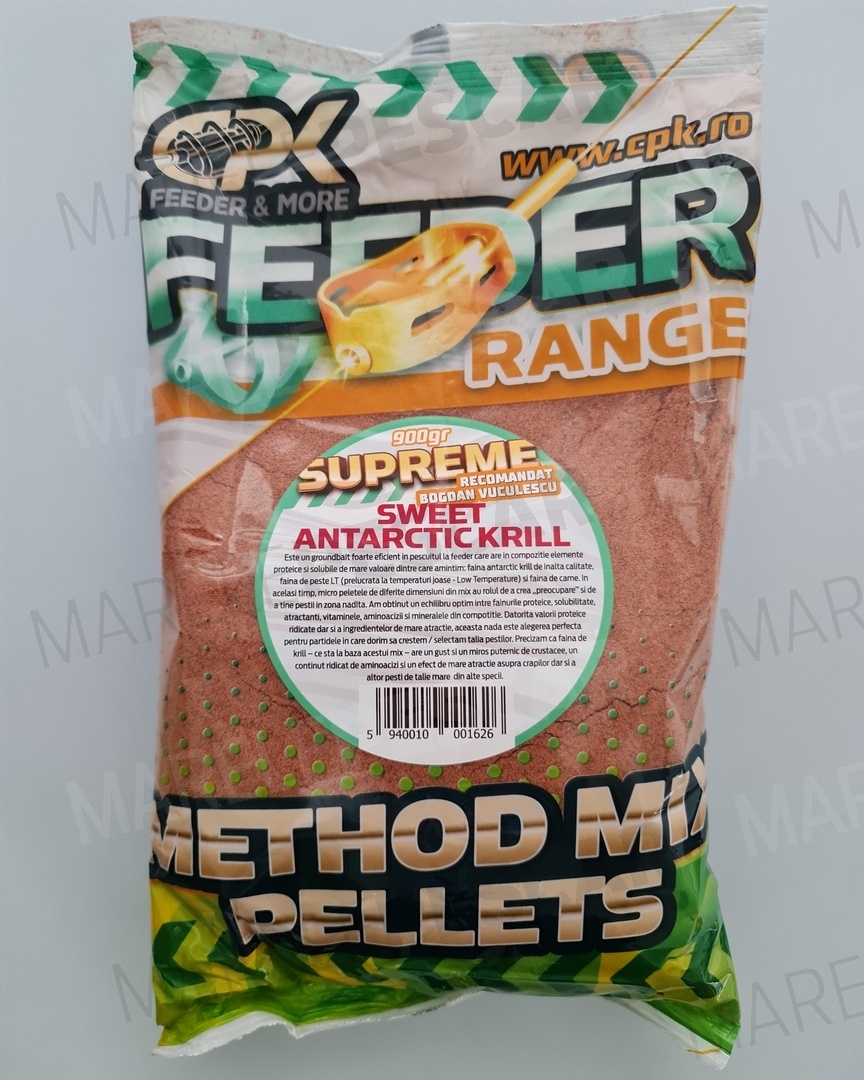 CPK
FEEDER & MORE
www.cpk.ro
FEEDER
RANGE
900gr
SUPREME
RECOMANDAT
BOGDAN VUCULESCU
SWEET
ANTARCTIC KRILL
Este un groundbait foarte eficient in pescuitul la feeder care are in compozitie elemente
proteice si solubile de mare valoare dintre care amintim: faina antarctic krill de inalta calitate,
faina de peste LT (prelucrata la temperaturi joase - Low Temperature) si faina de carne. In
acelasi timp, micro peletele de diferite dimensiuni din mix au rolul de a crea „preocupare" si de
a tine pestii in zona nadita. Am obtinut un echilibru optim intre fainurile proteice, solubilitate,
atractanti, vitaminele, aminoacizii si mineralele din compozitie. Datorita valorii proteice
ridicate dar si a ingredientelor de mare atractie, aceasta nada este alegerea perfecta
pentru partidele in care dorim sa crestem / selectam talia pestilor. Precizam ca faina de
krill – ce sta la baza acestui mix – are un gust si un miros puternic de crustacee, un
continut ridicat de aminoacizi si un efect de mare atractie asupra crapilor dar si a
altor pesti de talie mare din alte specii.
5 940010 001626
METHOD MIX
PELLETS